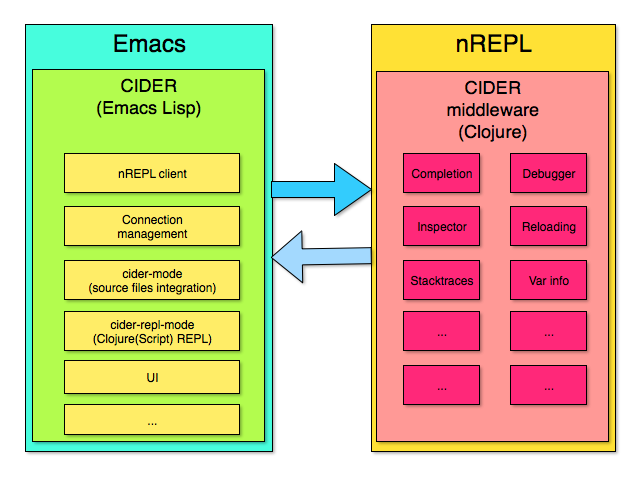 Emacs
CIDER
(Emacs Lisp)
nREPL client
Connection
management
cider-mode
(source files integration)
cider-repl-mode
(Clojure(Script) REPL)
UI
...
nREPL
CIDER
middleware
(Clojure)
Completion
Debugger
Inspector
Reloading
Stacktraces
Var info
...
...
...
...